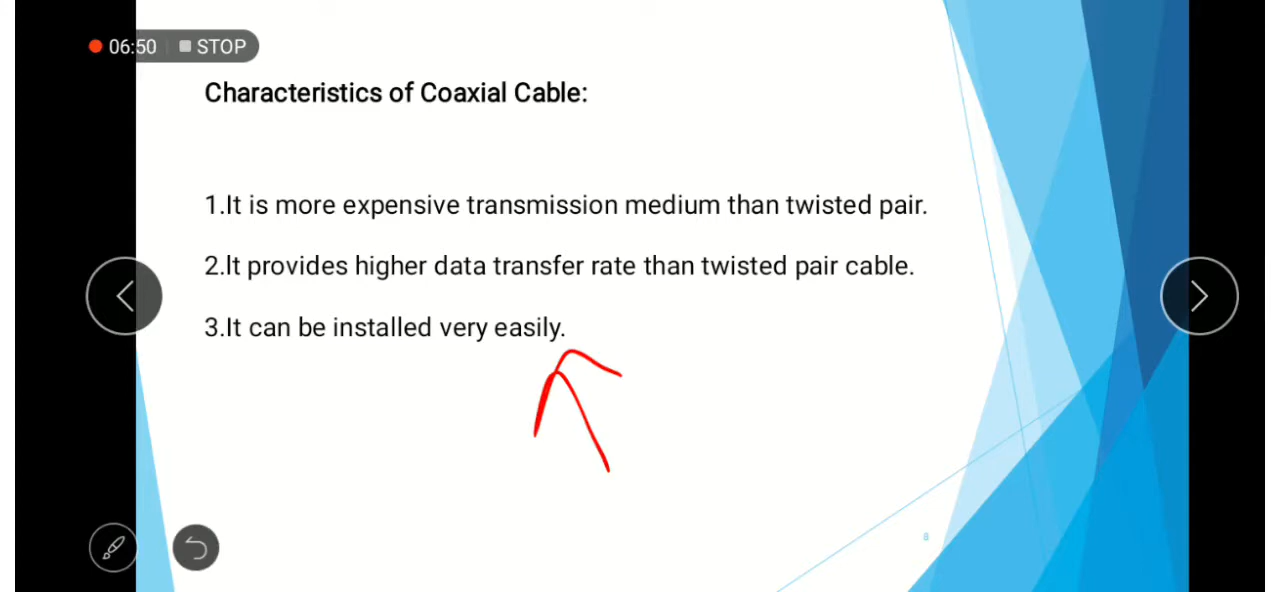 06:50 STOP
Characteristics of Coaxial Cable:
1.It is more expensive transmission medium than twisted pair.
2.It provides higher data transfer rate than twisted pair cable.
3.It can be installed very easily.
8